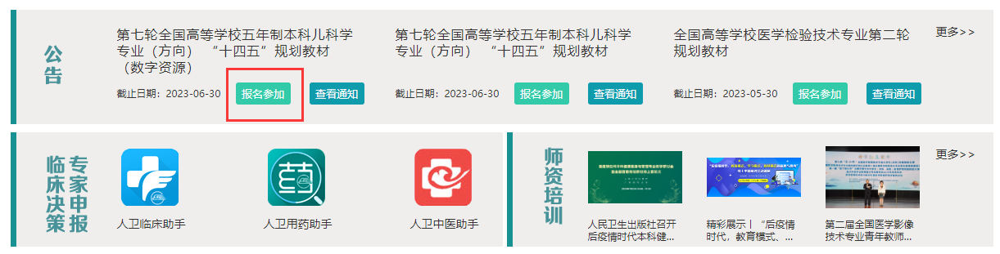 公告
第七轮全国高等学校五年制本科儿科学
专业（方向）“十四五”规划教材
（数字资源）
截止日期：2023-06-30
报名参加
查看通知
第七轮全国高等学校五年制本科儿科学
专业（方向）“十四五”规划教材
截止日期：2023-06-30
报名参加
查看通知
全国高等学校医学检验技术专业第二轮
规划教材
截止日期：2023-05-30
报名参加
查看通知
更多>>
专家申报
临床决策
人卫临床助手
人卫用药助手
人卫中医助手
师资培训
人民卫生出版社召开
后疫情时代本科健...
精彩展示丨“后疫情
时代，教育模式、...
第二届全国医学影像
技术专业青年教师...
更多>>